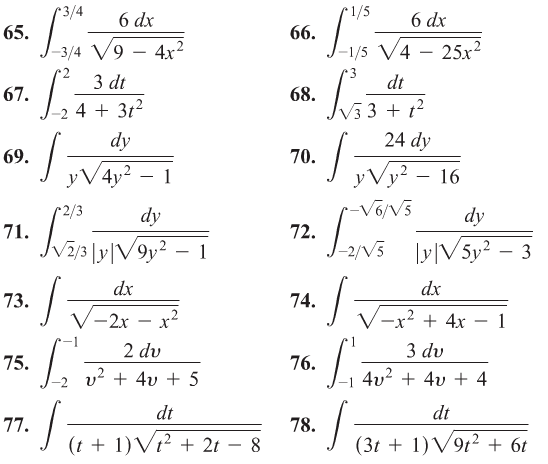 65. ∫_{-3/4}^{3/4} 6 dx / √(9 − 4x²)    66. ∫_{-1/5}^{1/5} 6 dx / √(4 − 25x²)
67. ∫_{-2}^{2} 3 dt / (4 + 3t²)    68. ∫_{√3}^{3} dt / (3 + t²)
69. ∫ dy / (y√(4y² − 1))    70. ∫ 24 dy / (y√(y² − 16))
71. ∫_{√2/3}^{2/3} dy / (|y|√(9y² − 1))    72. ∫_{-2/√5}^{-√6/√5} dy / (|y|√(5y² − 3))
73. ∫ dx / √(−2x − x²)    74. ∫ dx / √(−x² + 4x − 1)
75. ∫_{-2}^{-1} 2 dv / (v² + 4v + 5)    76. ∫_{-1}^{1} 3 dv / (4v² + 4v + 4)
77. ∫ dt / ((t + 1)√(t² + 2t − 8))    78. ∫ dt / ((3t + 1)√(9t² + 6t))